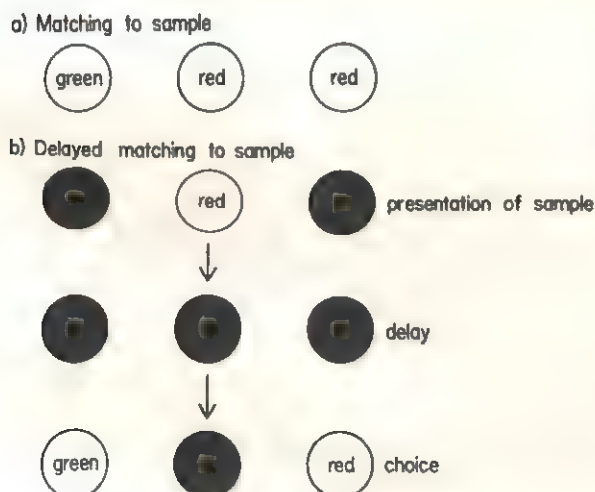 a) Matching to sample
green red red
b) Delayed matching to sample
red presentation of sample
delay
green red choice